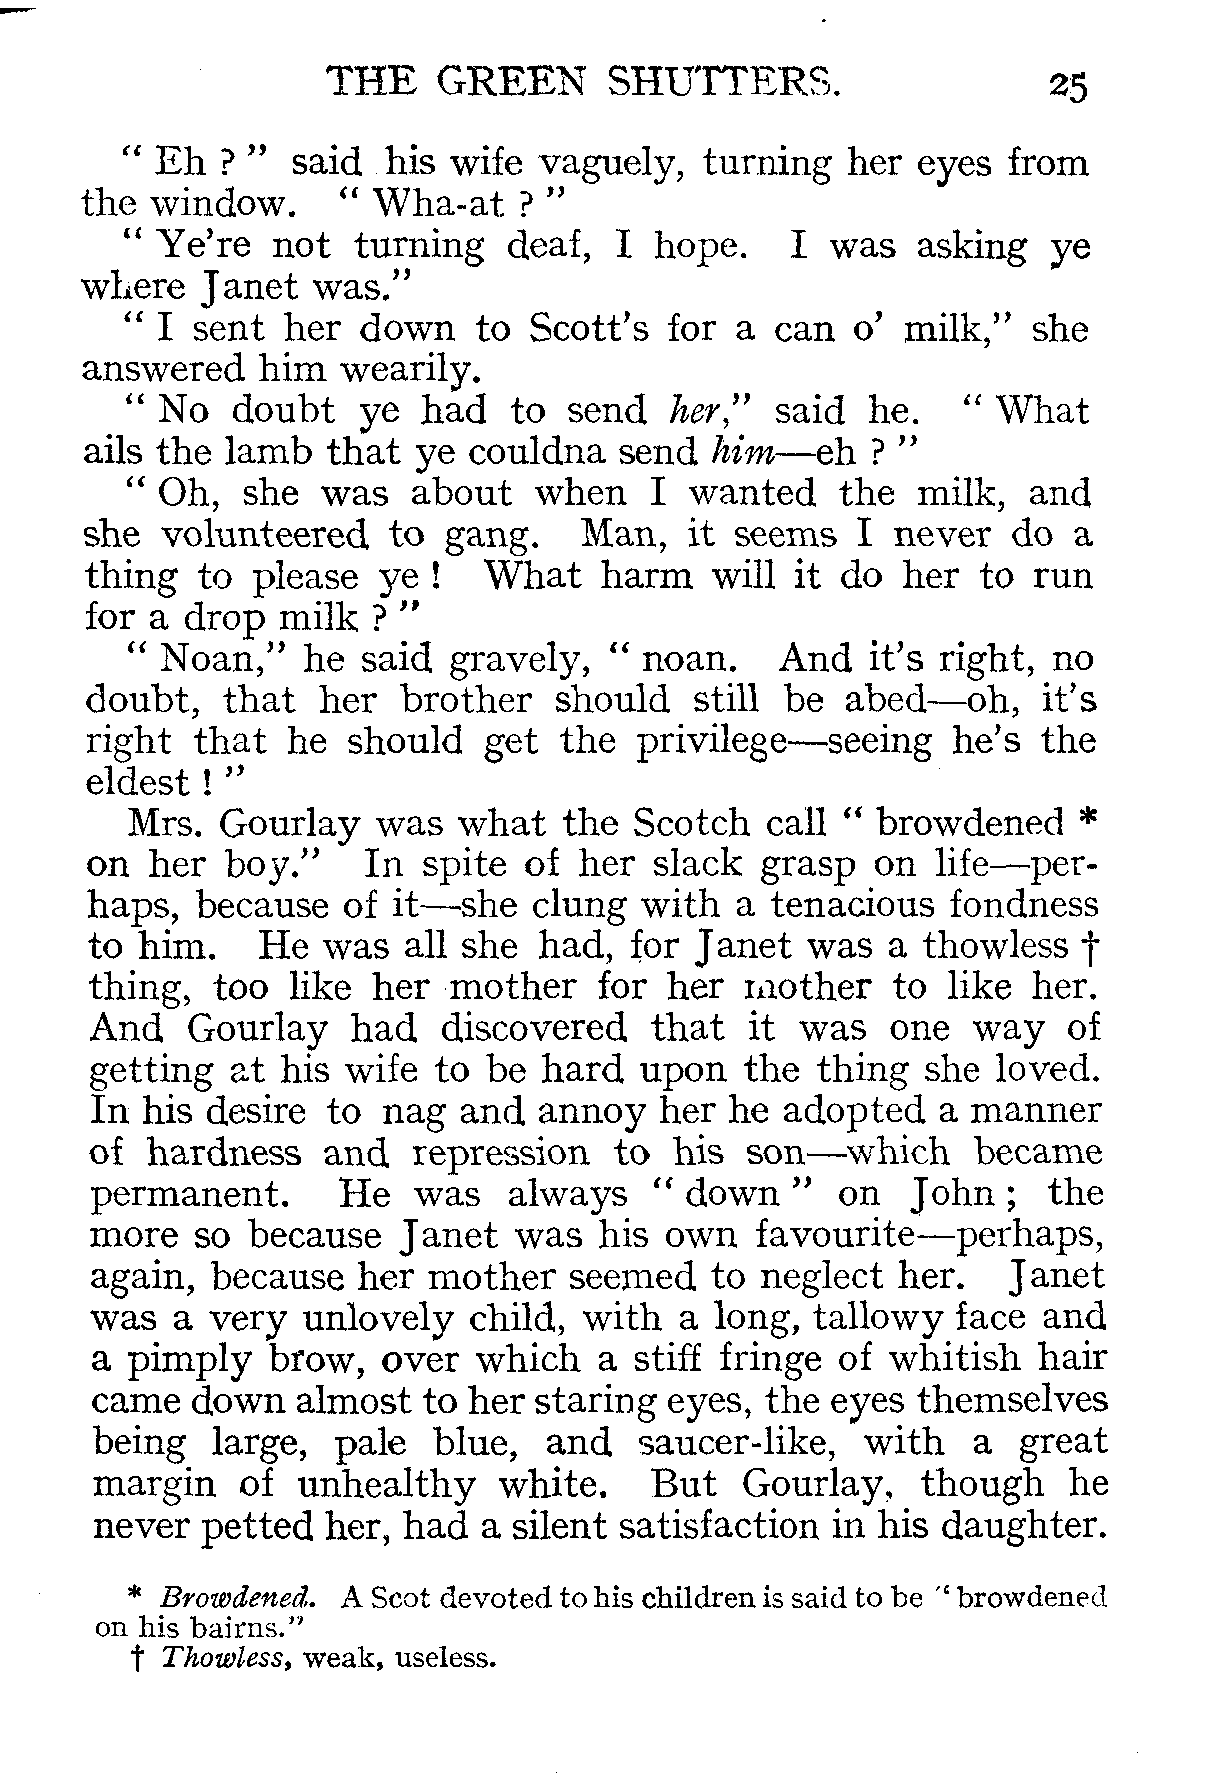 THE GREEN SHUTTERS. 25
" Eh ? " said his wife vaguely, turning her eyes from
the window. " Wha-at ? "
" Ye're not turning deaf, I hope. I was asking ye
where Janet was."
" I sent her down to Scott's for a can o' milk," she
answered him wearily.
" No doubt ye had to send her," said he. " What
ails the lamb that ye couldna send him—eh ? "
" Oh, she was about when I wanted the milk, and
she volunteered to gang. Man, it seems I never do a
thing to please ye ! What harm will it do her to run
for a drop milk ? "
" Noan," he said gravely, " noan. And it's right, no
doubt, that her brother should still be abed—oh, it's
right that he should get the privilege—seeing he's the
eldest ! "
Mrs. Gourlay was what the Scotch call " browdened *
on her boy." In spite of her slack grasp on life—per-
haps, because of it—she clung with a tenacious fondness
to him. He was all she had, for Janet was a thowless †
thing, too like her mother for her mother to like her.
And Gourlay had discovered that it was one way of
getting at his wife to be hard upon the thing she loved.
In his desire to nag and annoy her he adopted a manner
of hardness and repression to his son—which became
permanent. He was always " down " on John ; the
more so because Janet was his own favourite—perhaps,
again, because her mother seemed to neglect her. Janet
was a very unlovely child, with a long, tallowy face and
a pimply brow, over which a stiff fringe of whitish hair
came down almost to her staring eyes, the eyes themselves
being large, pale blue, and saucer-like, with a great
margin of unhealthy white. But Gourlay, though he
never petted her, had a silent satisfaction in his daughter.
* Browdened. A Scot devoted to his children is said to be "browdened
on his bairns."
† Thowless, weak, useless.